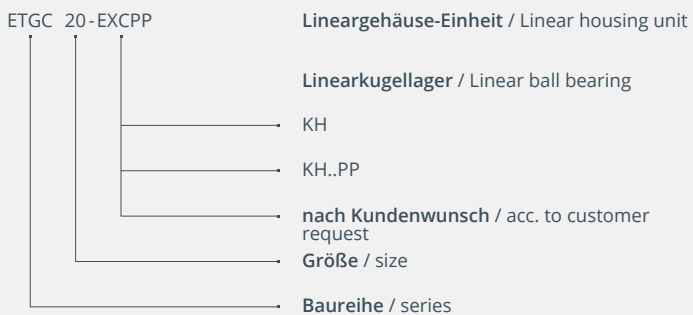 ETGC 20-EXCPP
Lineargehäuse-Einheit / Linear housing unit
Linearkugellager / Linear ball bearing
KH
KH..PP
nach Kundenwunsch / acc. to customer
request
Größe / size
Baureihe / series